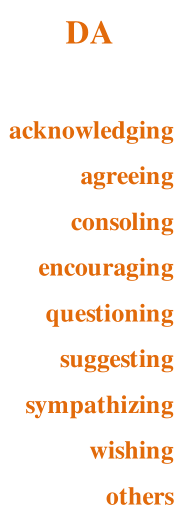 DA
acknowledging
agreeing
consoling
encouraging
questioning
suggesting
sympathizing
wishing
others